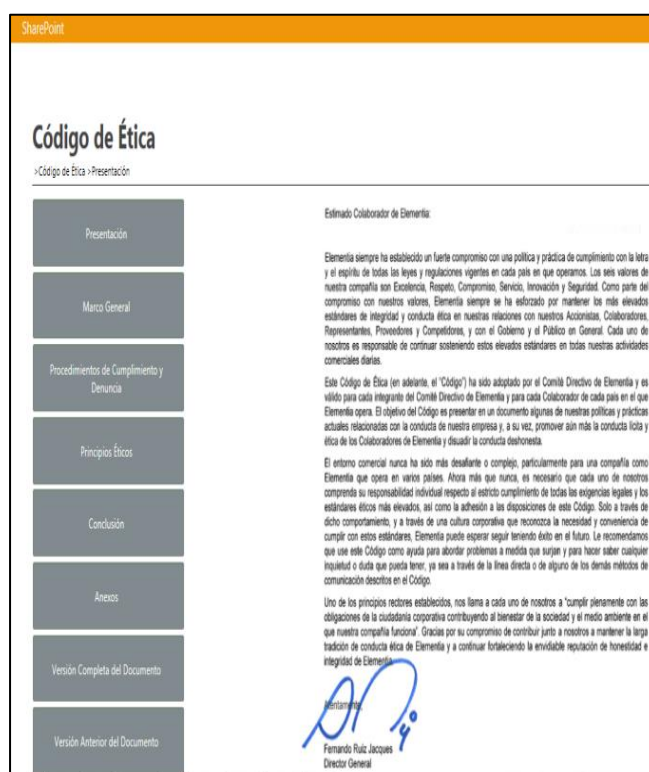 SharePoint
Código de Ética
>Código de Ética >Presentación
Presentación
Marco General
Procedimientos de Cumplimiento y
Denuncia
Principios Éticos
Conclusión
Anexos
Versión Completa del Documento
Versión Anterior del Documento
Estimado Colaborador de Elementia:
Elementia siempre ha establecido un fuerte compromiso con una política y práctica de cumplimiento con la letra
y el espíritu de todas las leyes y regulaciones vigentes en cada país en que operamos. Los seis valores de
nuestra compañía son Excelencia, Respeto, Compromiso, Servicio, Innovación y Seguridad. Como parte del
compromiso con nuestros valores, Elementia siempre se ha esforzado por mantener los más elevados
estándares de integridad y conducta ética en nuestras relaciones con nuestros Accionistas, Colaboradores,
Representantes, Proveedores y Competidores, y con el Gobierno y el Público en General. Cada uno de
nosotros es responsable de continuar sosteniendo estos elevados estándares en todas nuestras actividades
comerciales diarias.
Este Código de Ética (en adelante, el "Código") ha sido adoptado por el Comité Directivo de Elementia y es
válido para cada integrante del Comité Directivo de Elementia y para cada Colaborador de cada país en el que
Elementia opera. El objetivo del Código es presentar en un documento algunas de nuestras políticas y prácticas
actuales relacionadas con la conducta de nuestra empresa y, a su vez, promover aún más la conducta lícita y
ética de los Colaboradores de Elementia y disuadir la conducta deshonesta.
El entorno comercial nunca ha sido más desafiante o complejo, particularmente para una compañía como
Elementia que opera en varios países. Ahora más que nunca, es necesario que cada uno de nosotros
comprenda su responsabilidad individual respecto al estricto cumplimiento de todas las exigencias legales y los
estándares éticos más elevados, así como la adhesión a las disposiciones de este Código. Solo a través de
dicho comportamiento, y a través de una cultura corporativa que reconozca la necesidad y conveniencia de
cumplir con estos estándares, Elementia puede esperar seguir teniendo éxito en el futuro. Le recomendamos
que use este Código como ayuda para abordar problemas a medida que surjan y para hacer saber cualquier
inquietud o duda que pueda tener, ya sea a través de la línea directa o de alguno de los demás métodos de
comunicación descritos en el Código.
Uno de los principios rectores establecidos, nos llama a cada uno de nosotros a "cumplir plenamente con las
obligaciones de la ciudadanía corporativa contribuyendo al bienestar de la sociedad y el medio ambiente en el
que nuestra compañía funciona". Gracias por su compromiso de contribuir junto a nosotros a mantener la larga
tradición de conducta ética de Elementia y a continuar fortaleciendo la envidiable reputación de honestidad e
integridad de Elementia.
Atentamente,
Fernando Ruiz Jacques
Director General